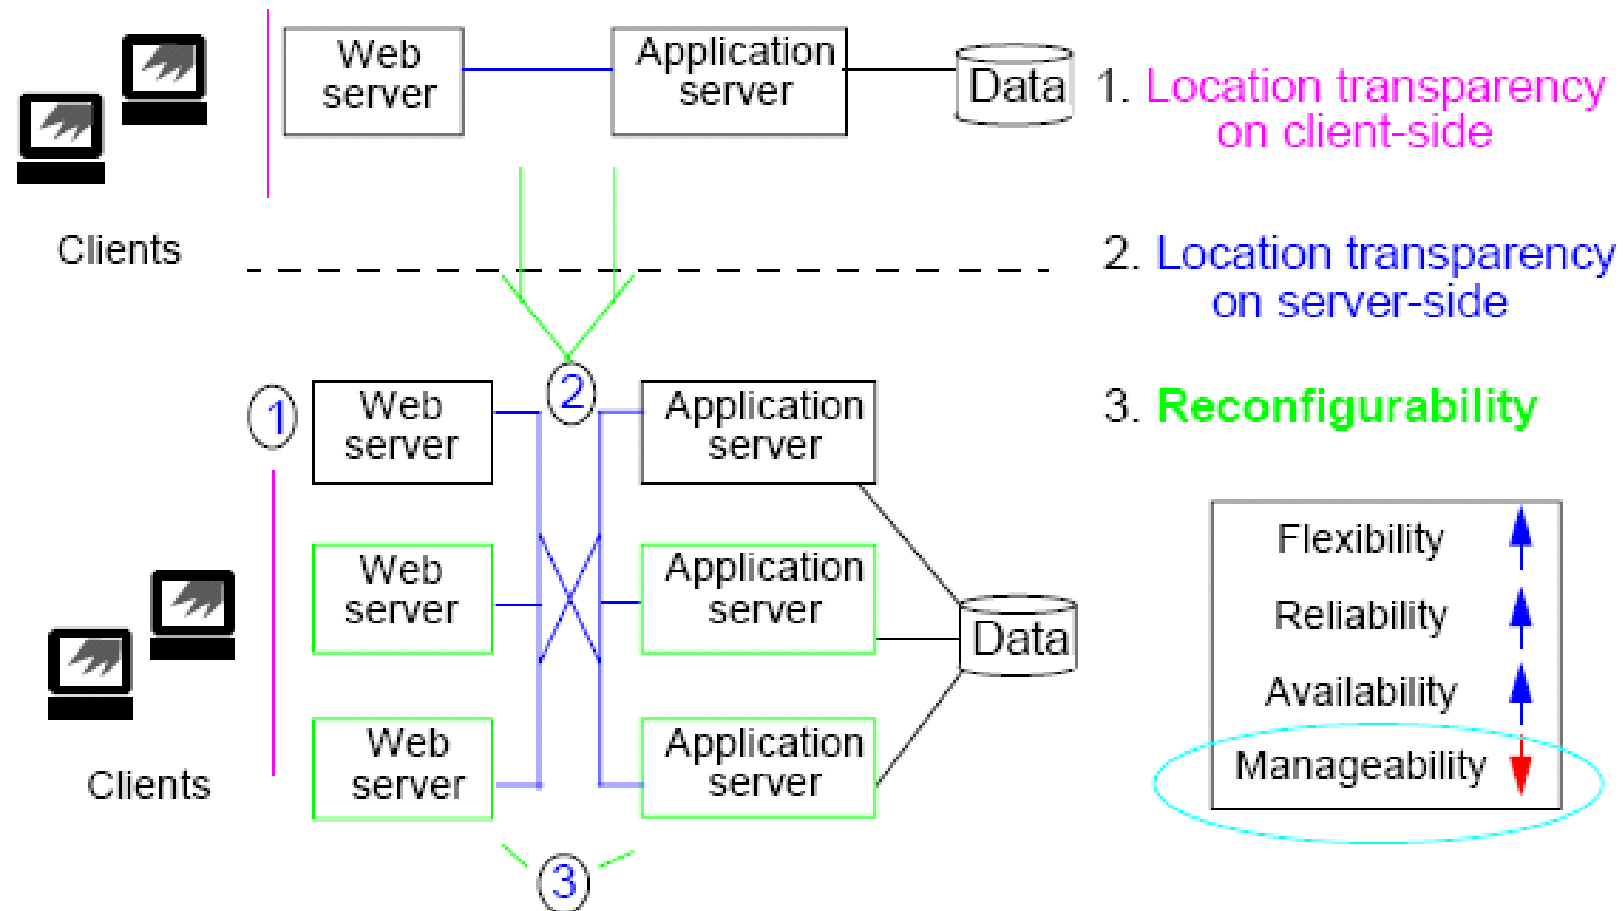 Web
server
Application
server
Data
Clients
1. Location transparency
on client-side
2. Location transparency
on server-side
3. Reconfigurability
1
2
Web
server
Application
server
Web
server
Application
server
Data
Web
server
Application
server
Clients
3
Flexibility
Reliability
Availability
Manageability